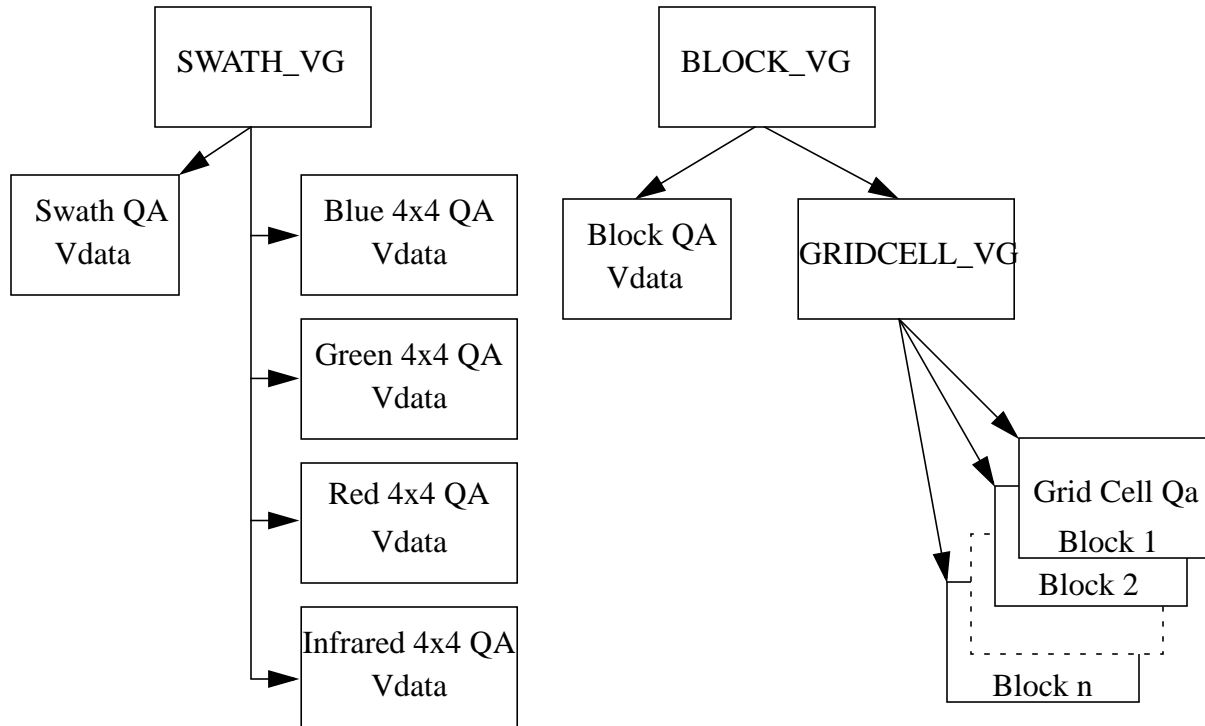 SWATH_VG
BLOCK_VG
Swath QA
Vdata
Blue 4x4 QA
Vdata
Block QA
Vdata
GRIDCELL_VG
Green 4x4 QA
Vdata
Red 4x4 QA
Vdata
Grid Cell Qa
Block 1
Block 2
Infrared 4x4 QA
Vdata
Block n